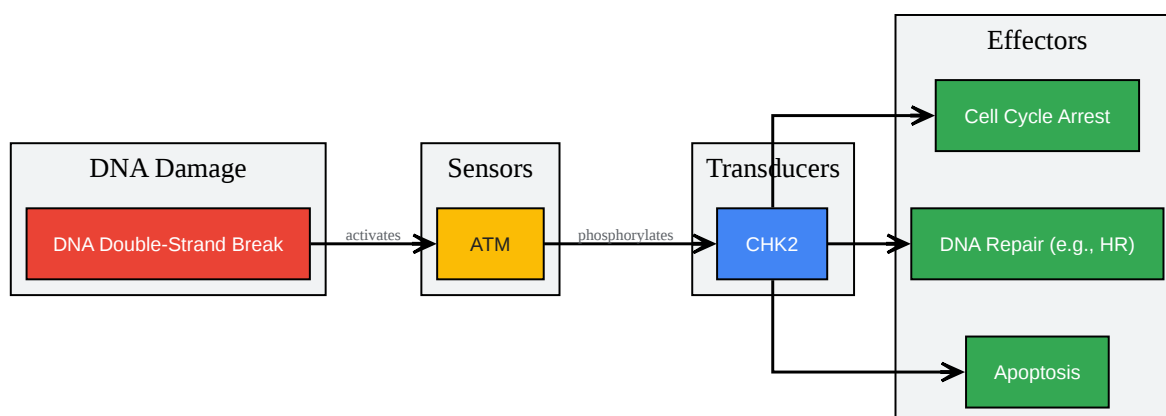 DNA Damage
DNA Double-Strand Break
activates
Sensors
ATM
phosphorylates
Transducers
CHK2
Effectors
Cell Cycle Arrest
DNA Repair (e.g., HR)
Apoptosis